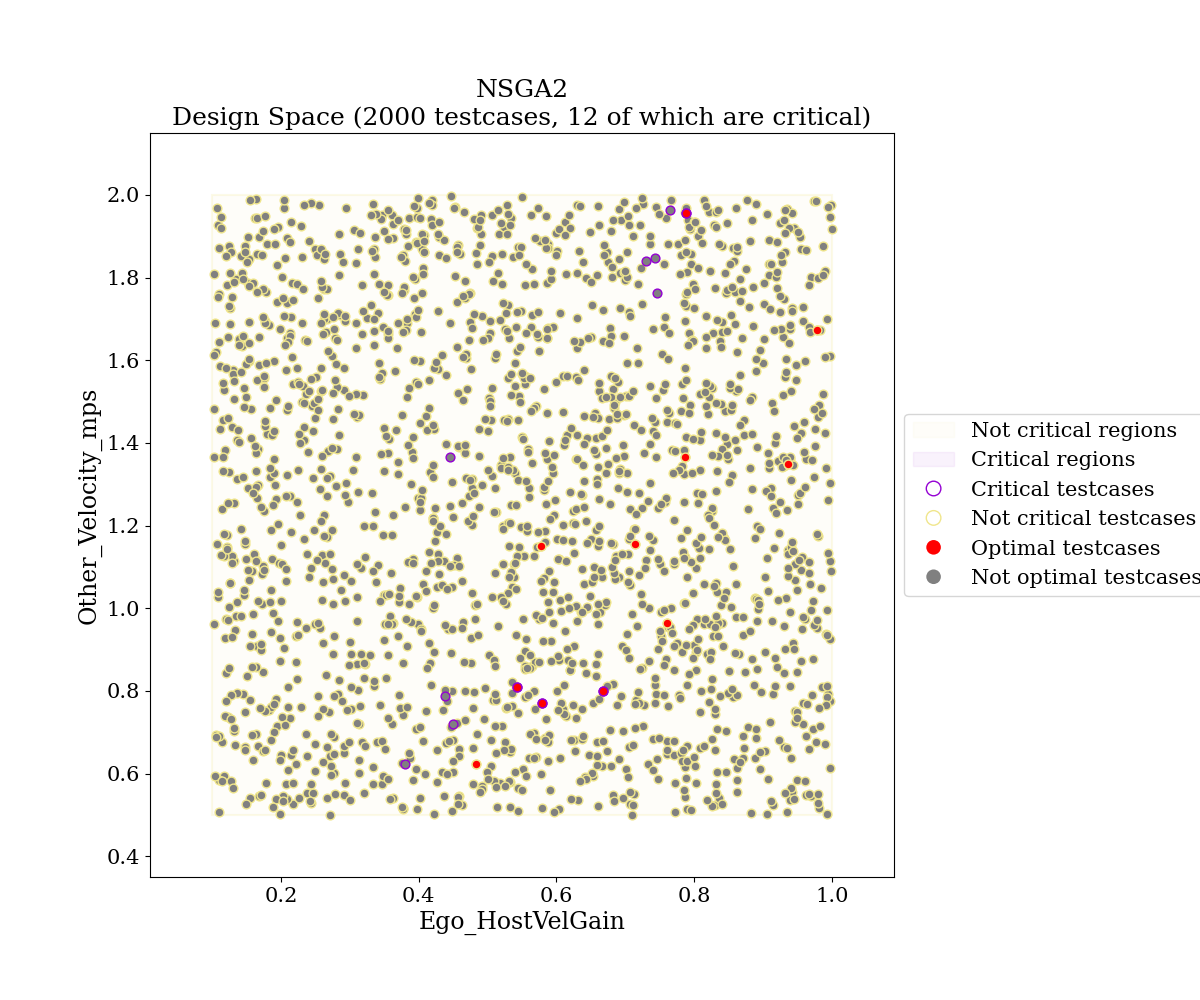 NSGA2
Design Space (2000 testcases, 12 of which are critical)
2.0
1.8
1.6
1.4
1.2
1.0
0.8
0.6
0.4
Other_Velocity_mps
0.2
0.4
0.6
0.8
1.0
Ego_HostVelGain
Not critical regions
Critical regions
Critical testcases
Not critical testcases
Optimal testcases
Not optimal testcases